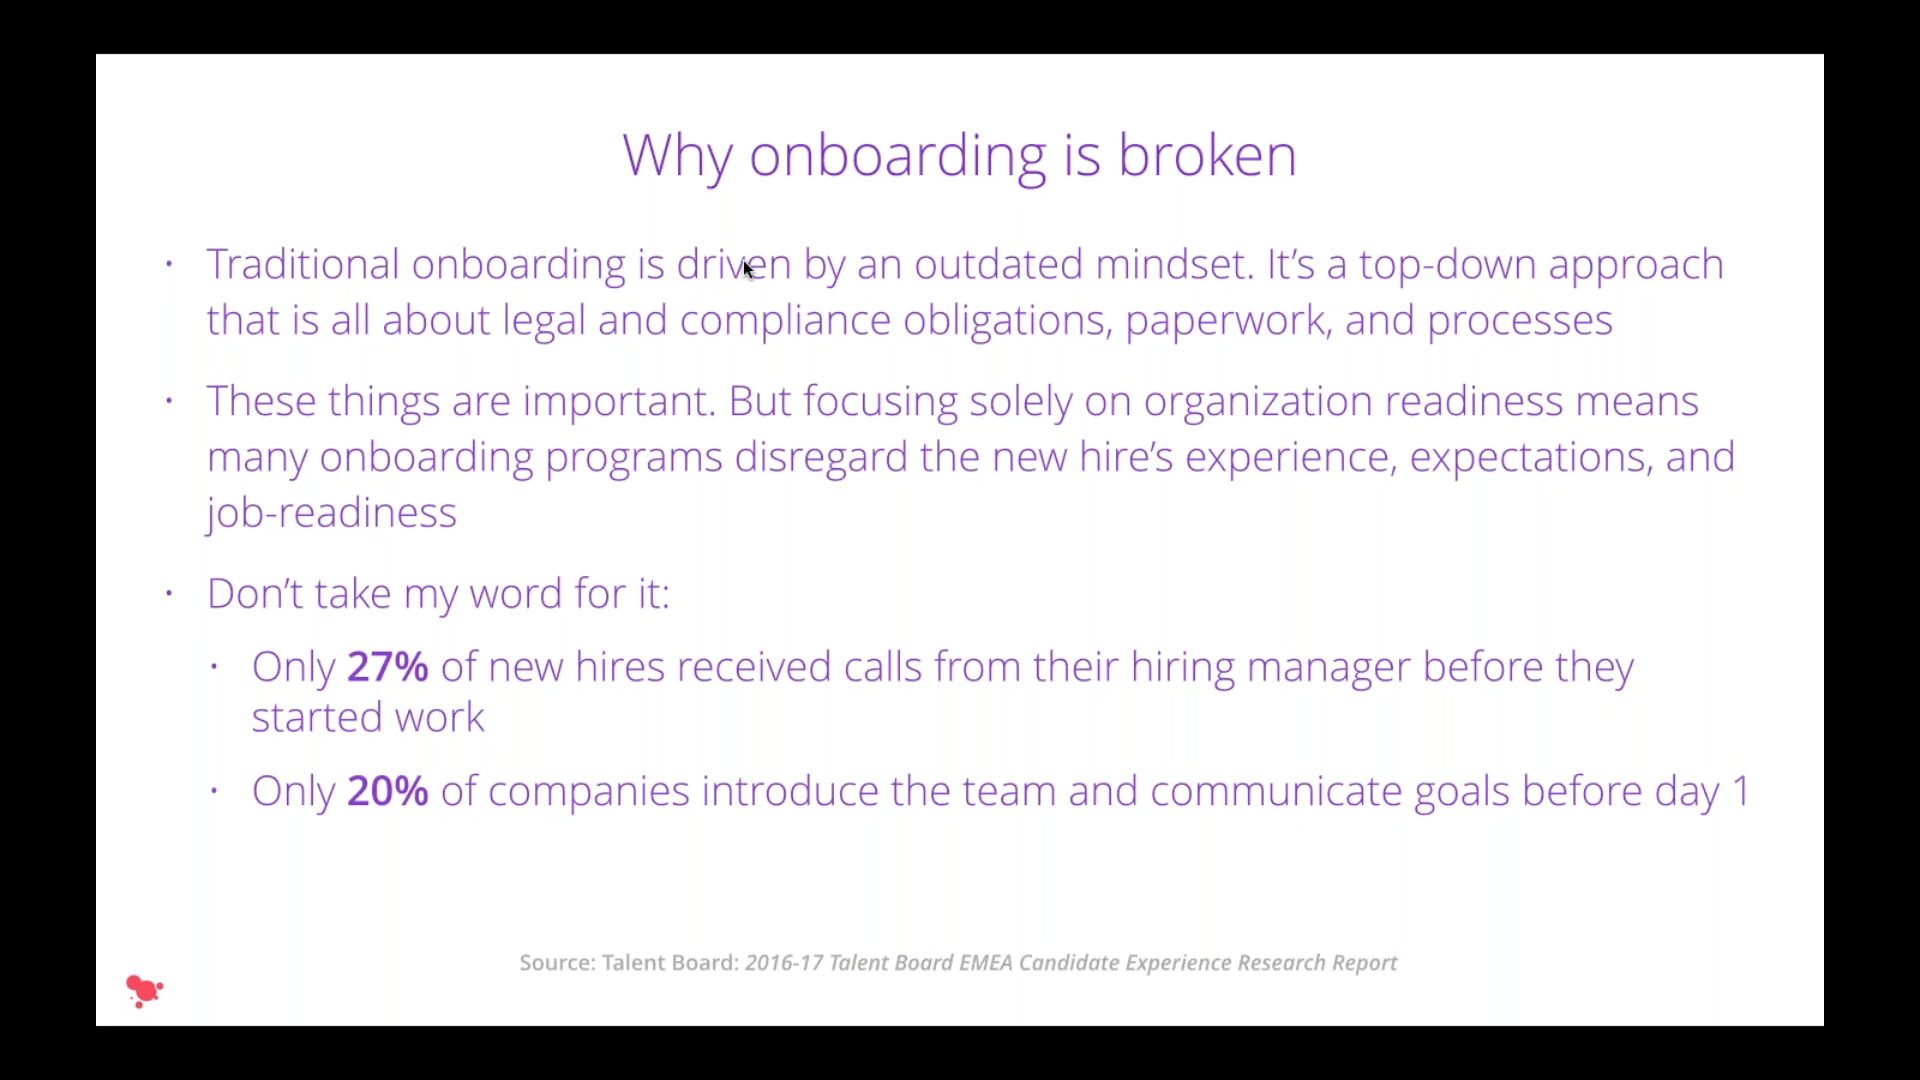 Why onboarding is broken
· Traditional onboarding is driven by an outdated mindset. It’s a top-down approach
that is all about legal and compliance obligations, paperwork, and processes
· These things are important. But focusing solely on organization readiness means
many onboarding programs disregard the new hire’s experience, expectations, and
job-readiness
· Don’t take my word for it:
· Only 27% of new hires received calls from their hiring manager before they
started work
· Only 20% of companies introduce the team and communicate goals before day 1
Source: Talent Board: 2016-17 Talent Board EMEA Candidate Experience Research Report